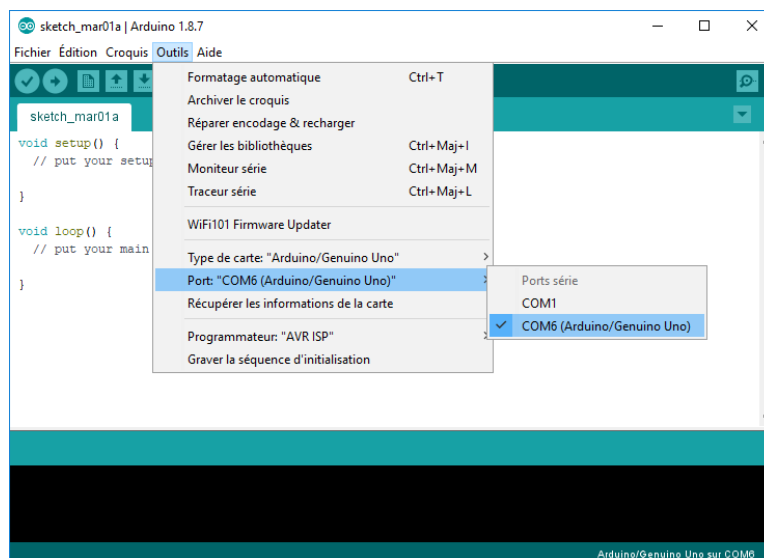 sketch_mar01a | Arduino 1.8.7
Fichier Édition Croquis Outils Aide
sketch_mar01a
void setup() {
// put your setup
}
void loop() {
// put your main
}
Formatage automatique Ctrl+T
Archiver le croquis
Réparer encodage & recharger
Gérer les bibliothèques Ctrl+Maj+I
Moniteur série Ctrl+Maj+M
Traceur série Ctrl+Maj+L
WiFi101 Firmware Updater
Type de carte: "Arduino/Genuino Uno"
Port: "COM6 (Arduino/Genuino Uno)"
Récupérer les informations de la carte
Programmateur: "AVR ISP"
Graver la séquence d'initialisation
Ports série
COM1
COM6 (Arduino/Genuino Uno)
Arduino/Genuino Uno sur COM6